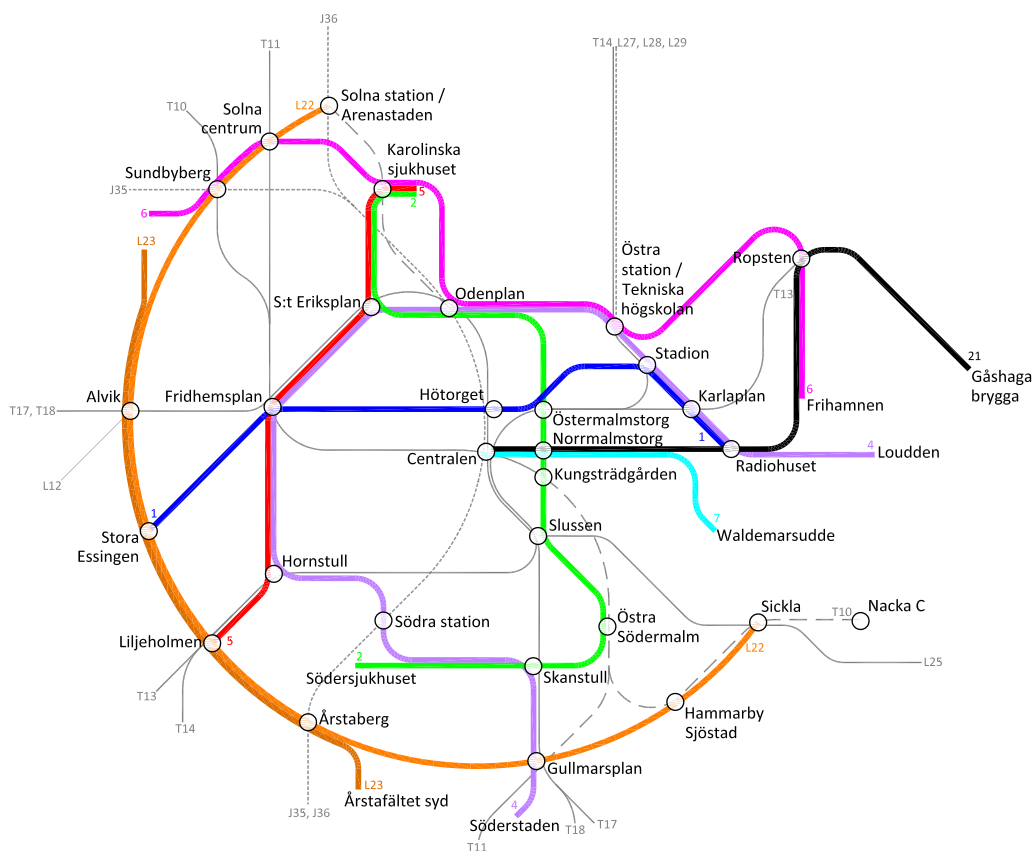 J36
T11
T14, L27, L28, L29
T10
L22
Solna station /
Arenastaden
Solna
centrum
Karolinska
sjukhuset
Sundbyberg
J35
5
2
6
L23
Östra
station /
Tekniska
högskolan
Ropsten
T13
S:t Eriksplan
Odenplan
Stadion
21
Gåshaga
brygga
Alvik
Fridhemsplan
Hötorget
Karlaplan
6
Frihamnen
T17, T18
Östermalmstorg
Norrmalmstorg
1
4
Centralen
Radiohuset
Loudden
Kungsträdgården
L12
1
7
Stora
Essingen
Slussen
Waldemarsudde
Hornstull
Södra station
Östra
Södermalm
Sickla
T10
Nacka C
Liljeholmen
5
L22
2
Södersjukhuset
Skanstull
L25
T13
T14
Årstaberg
Hammarby
Sjöstad
Gullmarsplan
L23
Årstafältet syd
J35, J36
4
Söderstaden
T17
T18
T11